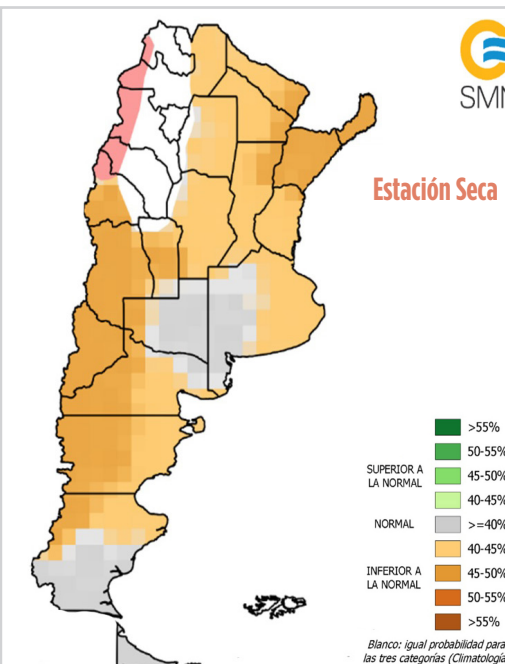 SMN
Estación Seca
>55%
50-55%
45-50%
40-45%
SUPERIOR A
LA NORMAL
NORMAL
>=40%
40-45%
45-50%
50-55%
>55%
INFERIOR A
LA NORMAL
Blanco: igual probabilidad para
las tres categorías (Climatología